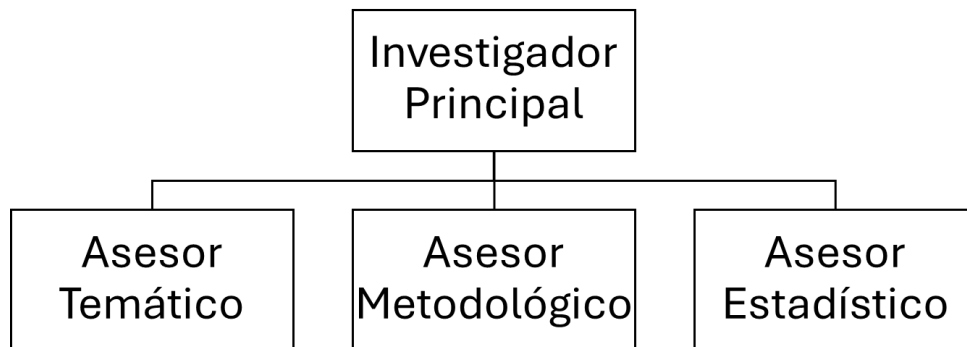 Investigador
Principal
Asesor
Temático
Asesor
Metodológico
Asesor
Estadístico